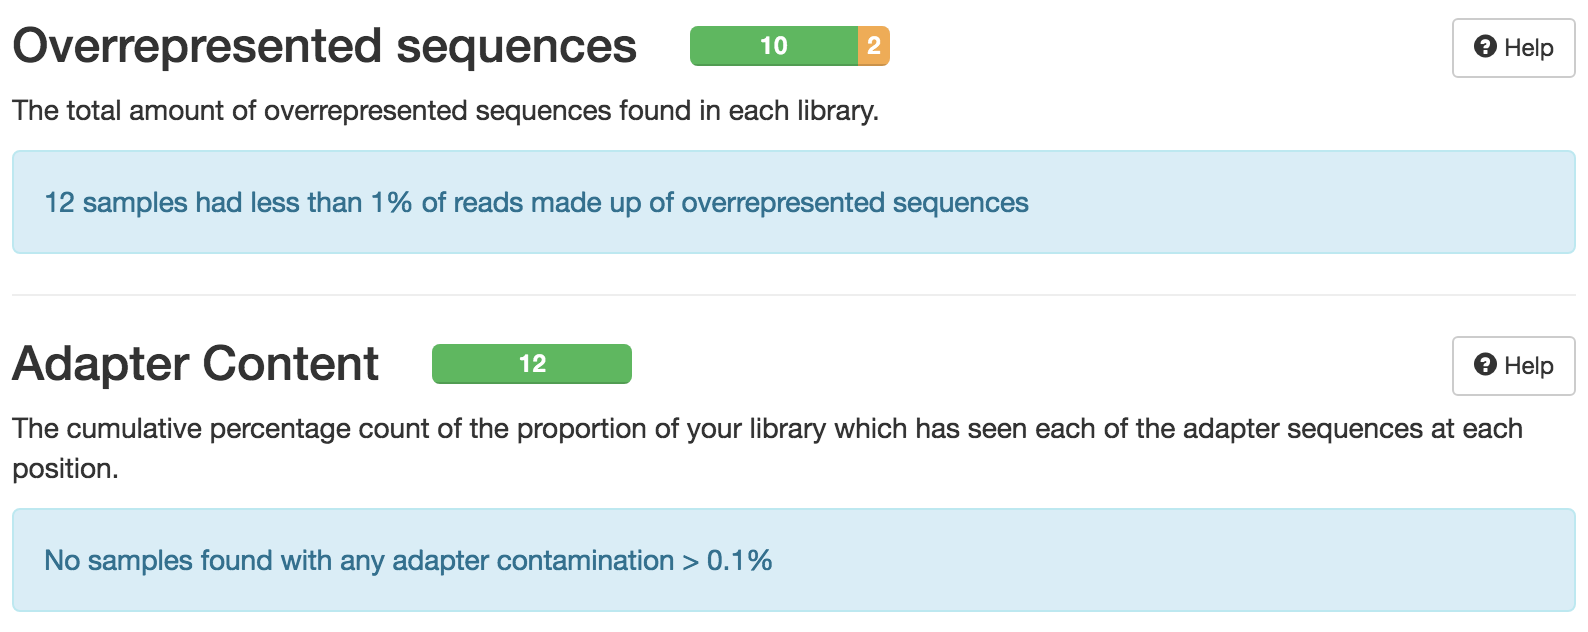 Overrepresented sequences 10 2 Help
The total amount of overrepresented sequences found in each library.
12 samples had less than 1% of reads made up of overrepresented sequences
Adapter Content 12 Help
The cumulative percentage count of the proportion of your library which has seen each of the adapter sequences at each
position.
No samples found with any adapter contamination > 0.1%